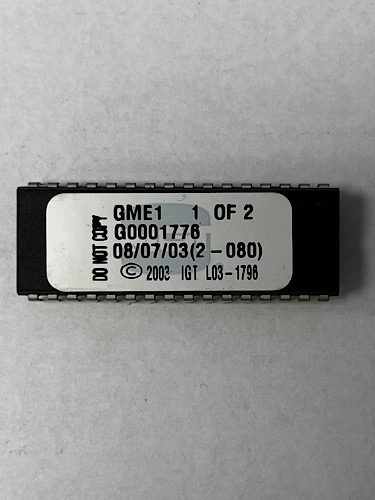 DO NOT COPY
GME1 1 OF 2
G0001776
08/07/03(2-080)
© 2003 IGT L03-1796